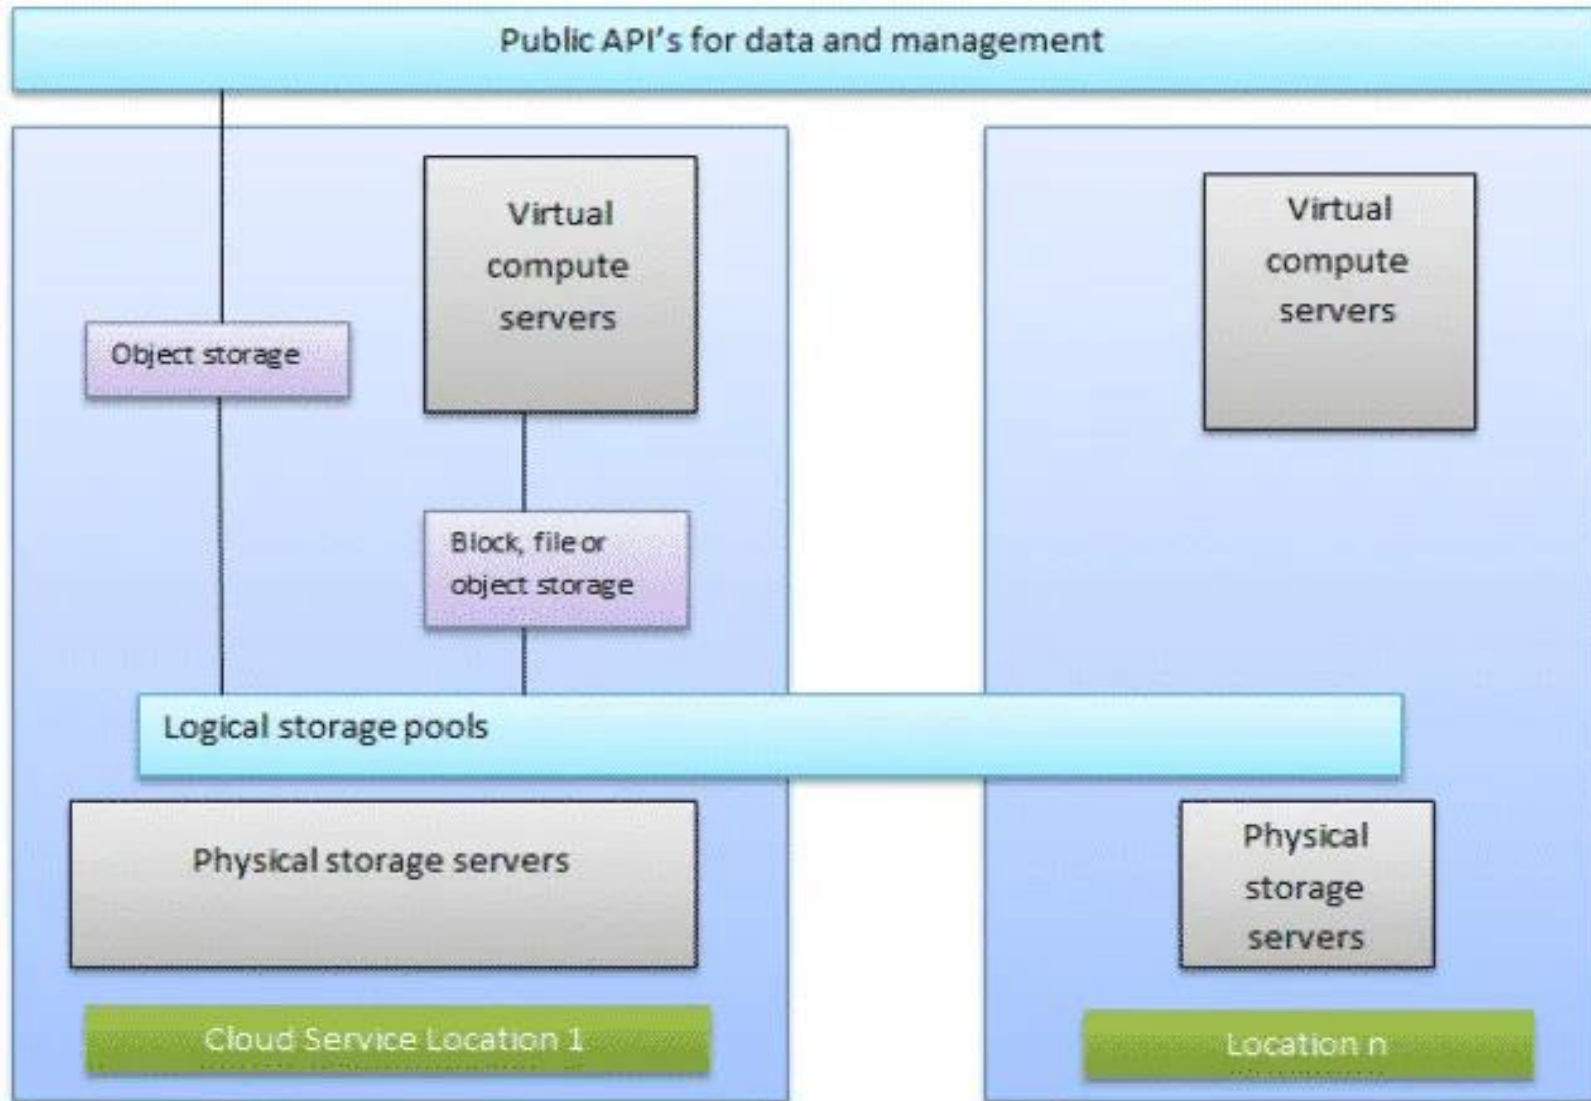 Public API's for data and management
Virtual
compute
servers
Object storage
Block, file or
object storage
Virtual
compute
servers
Logical storage pools
Physical storage servers
Physical
storage
servers
Cloud Service Location 1
Location n